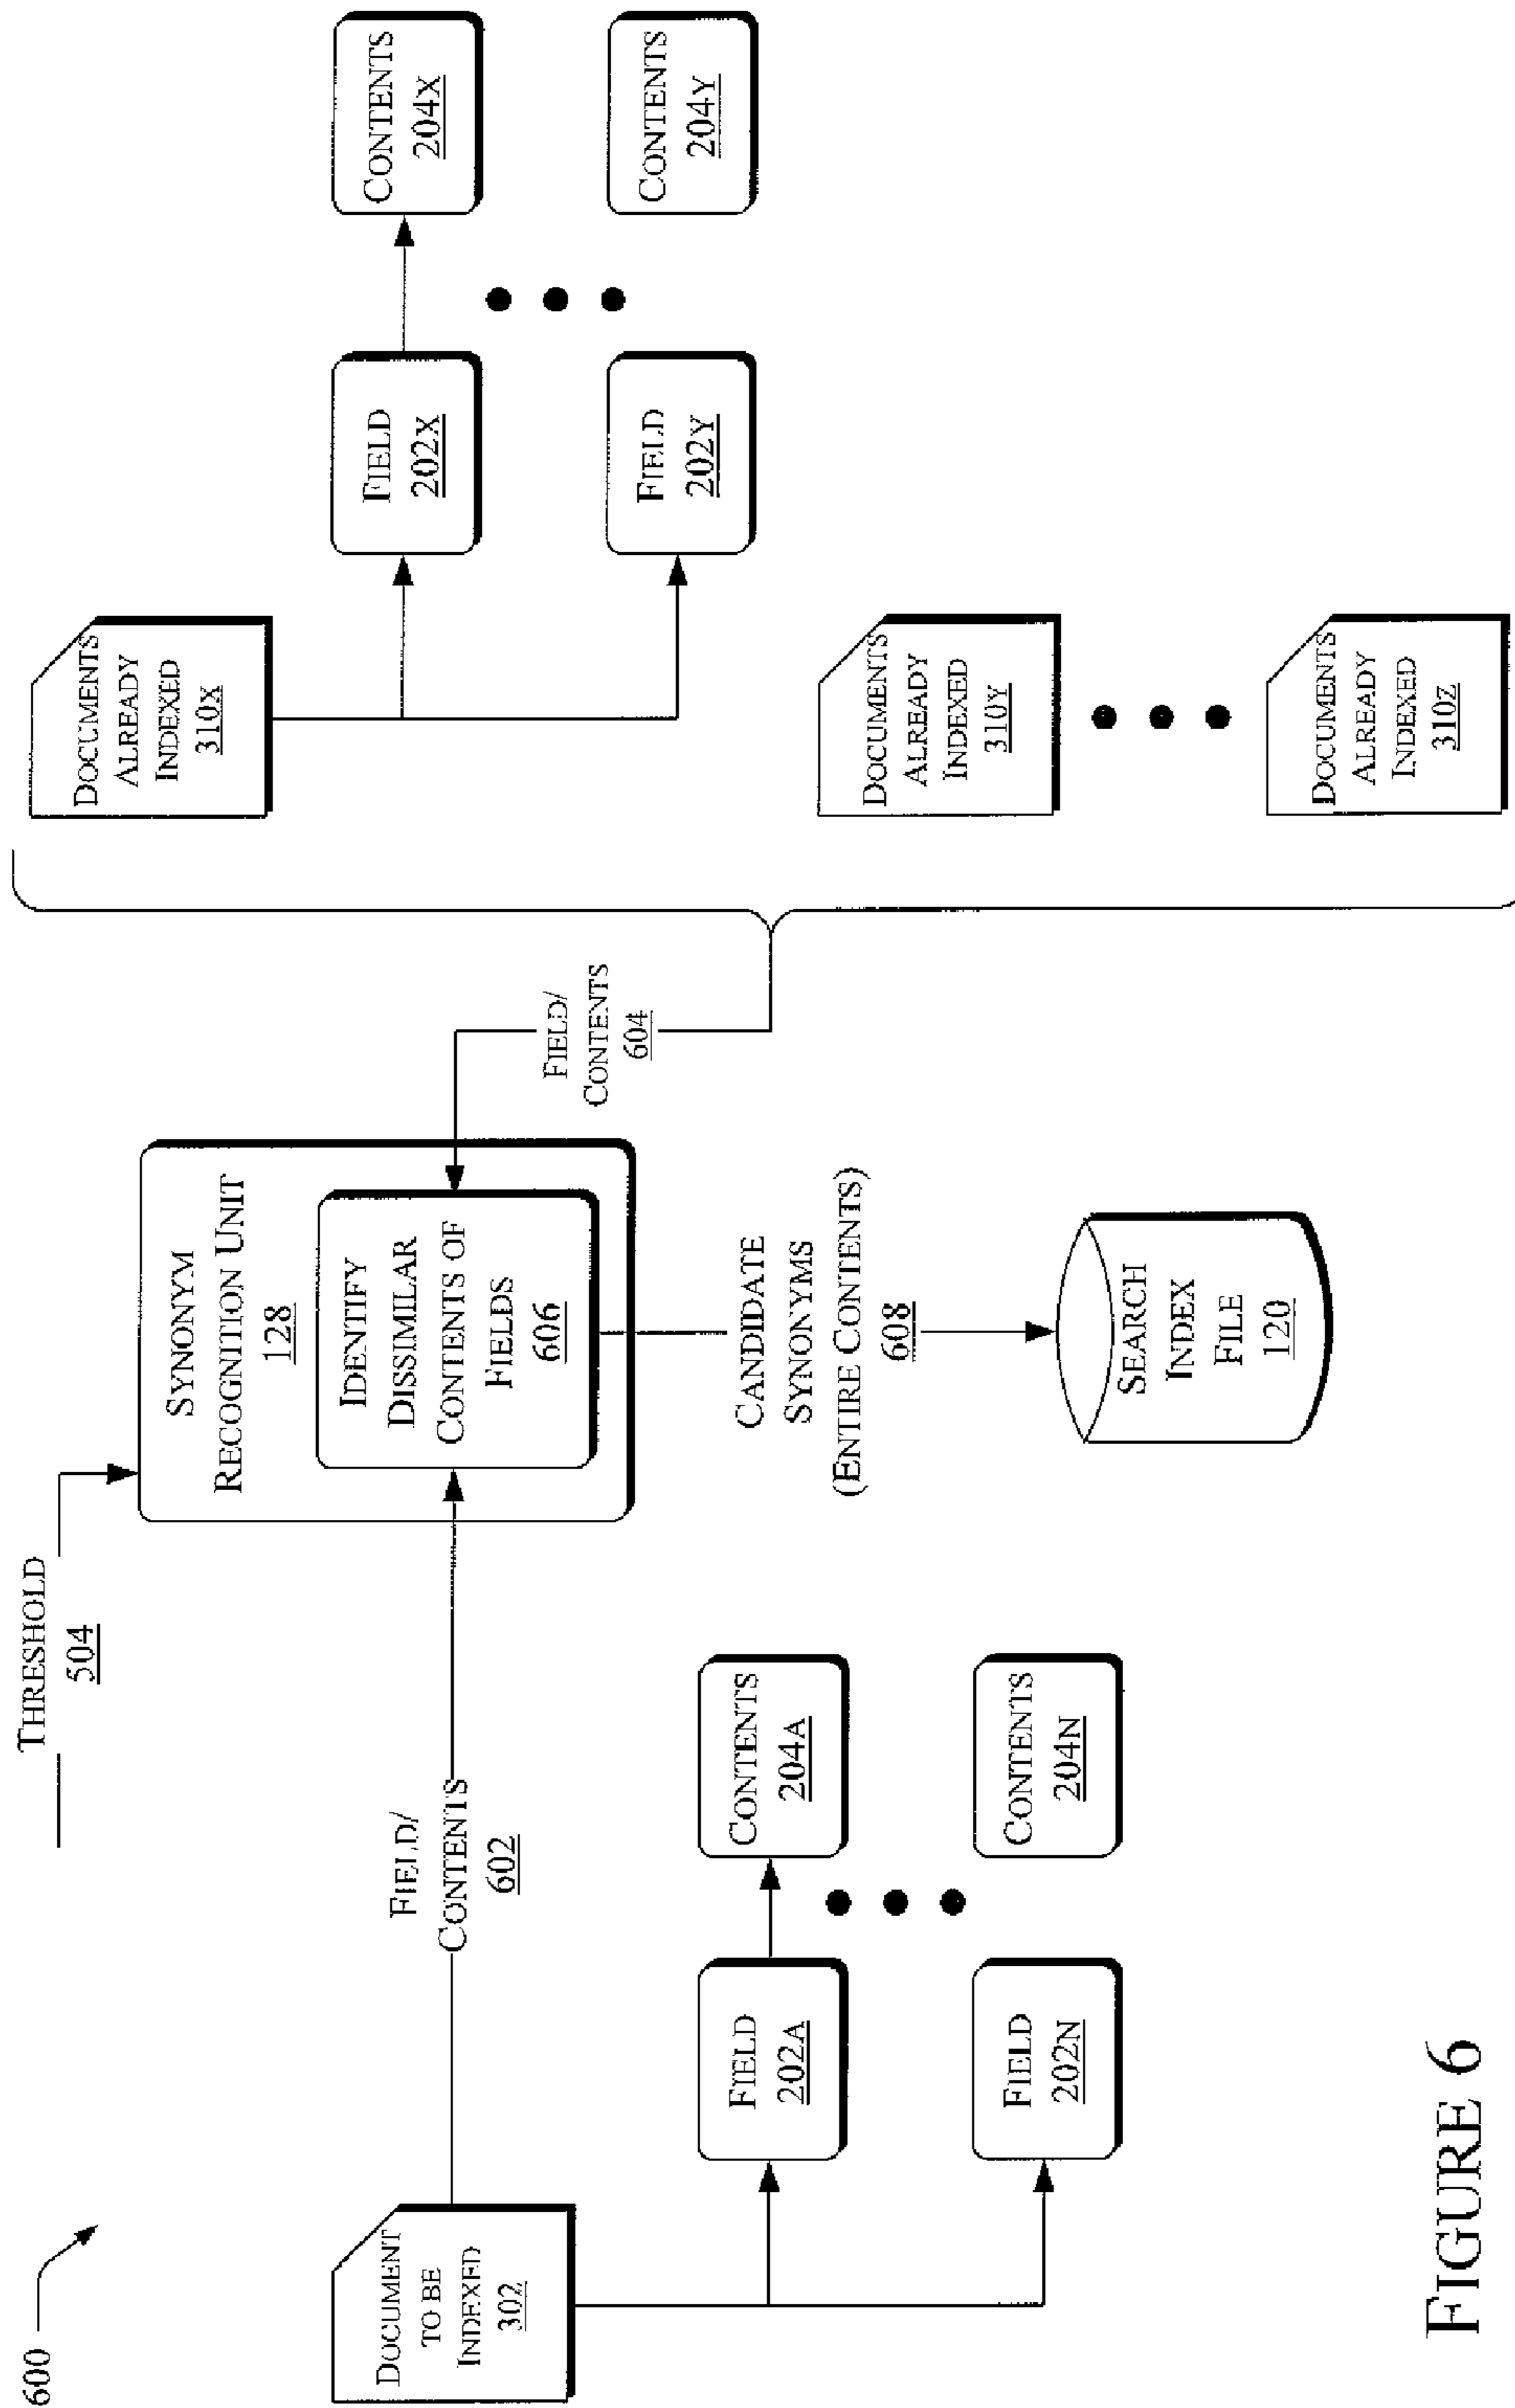 600
THRESHOLD
504
DOCUMENT
TO BE
INDEXED
302
FIELD/
CONTENTS
602
FIELD
202A
CONTENTS
204A
FIELD
202N
CONTENTS
204N
SYNONYM
RECOGNITION UNIT
128
IDENTIFY
DISSIMILAR
CONTENTS OF
FIELDS
606
CANDIDATE
SYNONYMS
(ENTIRE CONTENTS)
608
SEARCH
INDEX
FILE
120
FIELD/
CONTENTS
604
DOCUMENTS
ALREADY
INDEXED
310X
FIELD
202X
CONTENTS
204X
FIELD
202Y
CONTENTS
204Y
DOCUMENTS
ALREADY
INDEXED
310Y
DOCUMENTS
ALREADY
INDEXED
310Z
FIGURE 6